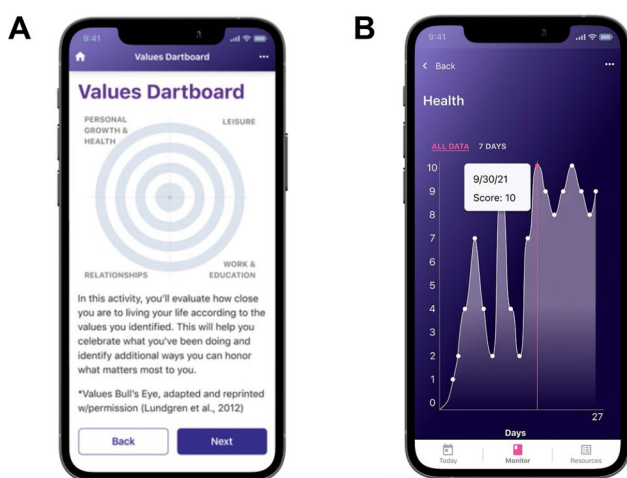 A
9:41
Values Dartboard
Values Dartboard
PERSONAL
GROWTH &
HEALTH
LEISURE
RELATIONSHIPS
WORK &
EDUCATION
In this activity, you'll evaluate how close
you are to living your life according to the
values you identified. This will help you
celebrate what you've been doing and
identify additional ways you can honor
what matters most to you.
*Values Bull's Eye, adapted and reprinted
w/permission (Lundgren et al., 2012)
Back
Next
B
9:41
Back
Health
ALL DATA 7 DAYS
9/30/21
Score: 10
10
9
8
7
6
5
4
3
2
1
0
27
Days
Today
Monitor
Resources